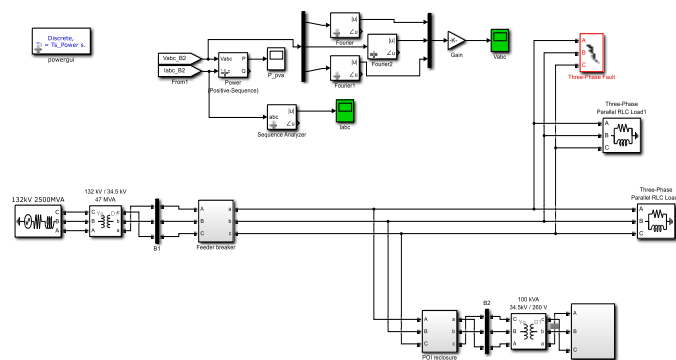 Discrete,
= Ts_Power s.
powergui
Vabc_B2
Iabc_B2
From1
Vabc
P
Q
Power
(Positive-Sequence)
P_pva
|u|
∠u
Fourier
|u|
∠u
Fourier2
|u|
∠u
Fourier1
-K-
Gain
Vabc
abc
|u|
∠u
Sequence Analyzer
Iabc
A
B
C
Three-Phase Fault
Three-Phase
Parallel RLC Load1
A
B
C
132kV 2500MVA
C
B
A
132 kV / 34.5 kV
47 MVA
C
B
A
c
b
a
B1
A
B
C
a
b
c
Feeder breaker
Three-Phase
Parallel RLC Load
A
B
C
A
B
C
a
b
c
POI reclosure
B2
100 kVA
34.5kV / 260 V
C
B
A
c
b
a
A
B
C